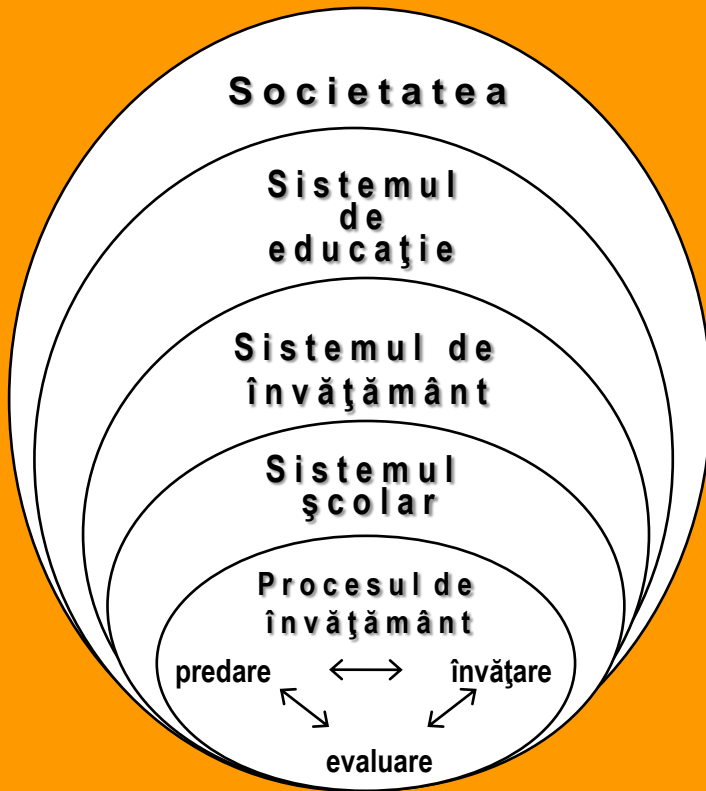 Societatea
Sistemul
de
educaţie
Sistemul de
învăţământ
Sistemul
şcolar
Procesul de
învăţământ
predare învăţare
evaluare